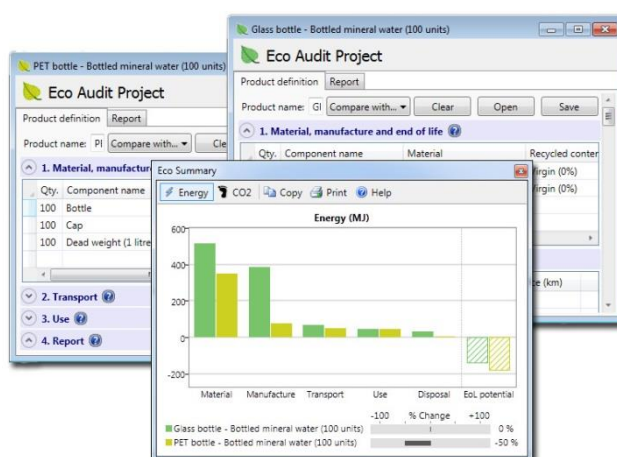 Glass bottle - Bottled mineral water (100 units)
Eco Audit Project
Product definition Report
Product name: Gl Compare with... Clear Open Save
1. Material, manufacture and end of life
Qty. Component name Material Recycled conten
Virgin (0%)
Virgin (0%)
ce (km)
PET bottle - Bottled mineral water (100 units)
Eco Audit Project
Product definition Report
Product name: PI Compare with... Cle
1. Material, manufactur
Qty. Component name
100 Bottle
100 Cap
100 Dead weight (1 litre
2. Transport
3. Use
4. Report
Eco Summary
Energy CO2 Copy Print Help
Energy (MJ)
600
400
200
0
-200
Material Manufacture Transport Use Disposal EoL potential
-100 % Change +100
Glass bottle - Bottled mineral water (100 units) 0 %
PET bottle - Bottled mineral water (100 units) -50 %